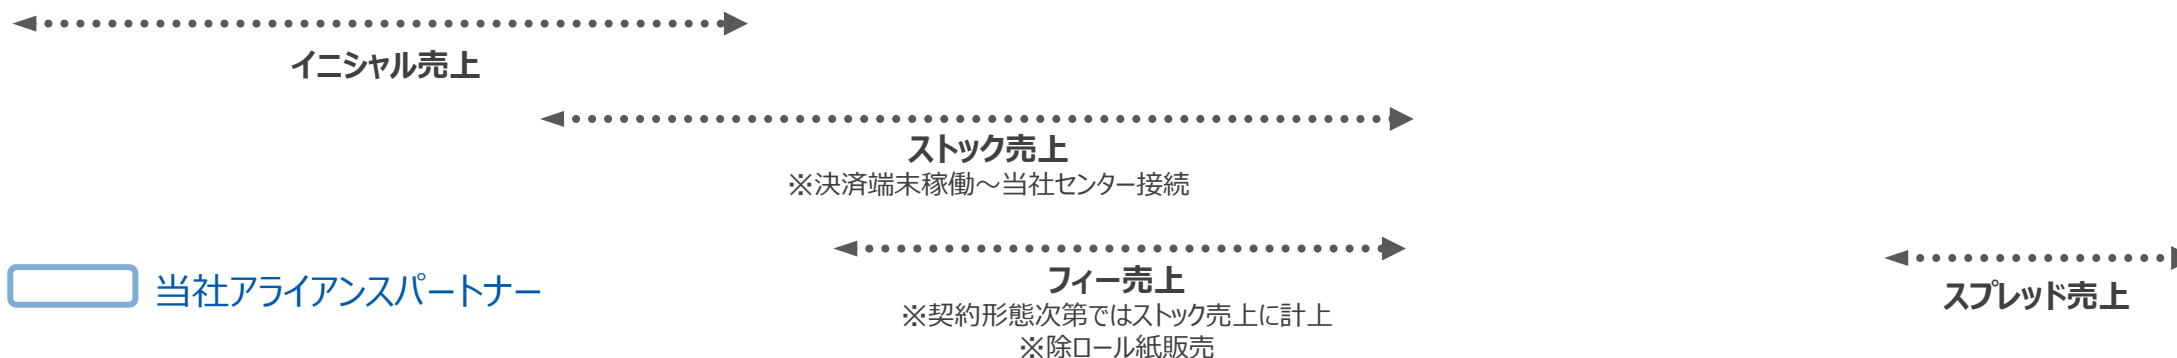 イニシャル売上
ストック売上
※決済端末稼働～当社センター接続
当社アライアンスパートナー
フィー売上
※契約形態次第ではストック売上に計上
※除ロール紙販売
スプレッド売上